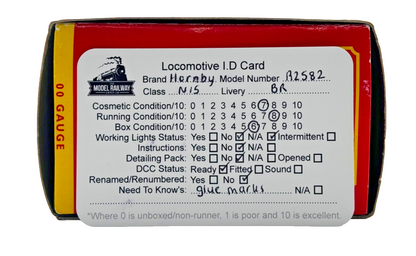 Locomotive I.D Card
Brand Hornby Model Number R2582
Class N15 Livery BR
Cosmetic Condition/10: 0 1 2 3 4 5 6 7 8 9 10
Running Condition/10: 0 1 2 3 4 5 6 7 8 9 10
Box Condition/10: 0 1 2 3 4 5 6 7 8 9 10
Working Lights Status: Yes No N/A Intermittent
Instructions: Yes No
Detailing Pack: Yes No N/A Opened
DCC Status: Ready Fitted Sound
Renamed/Renumbered: Yes No
Need To Know's: glue marks N/A
*Where 0 is unboxed/non-runner, 1 is poor and 10 is excellent.
MODEL RAILWAY
00 GAUGE